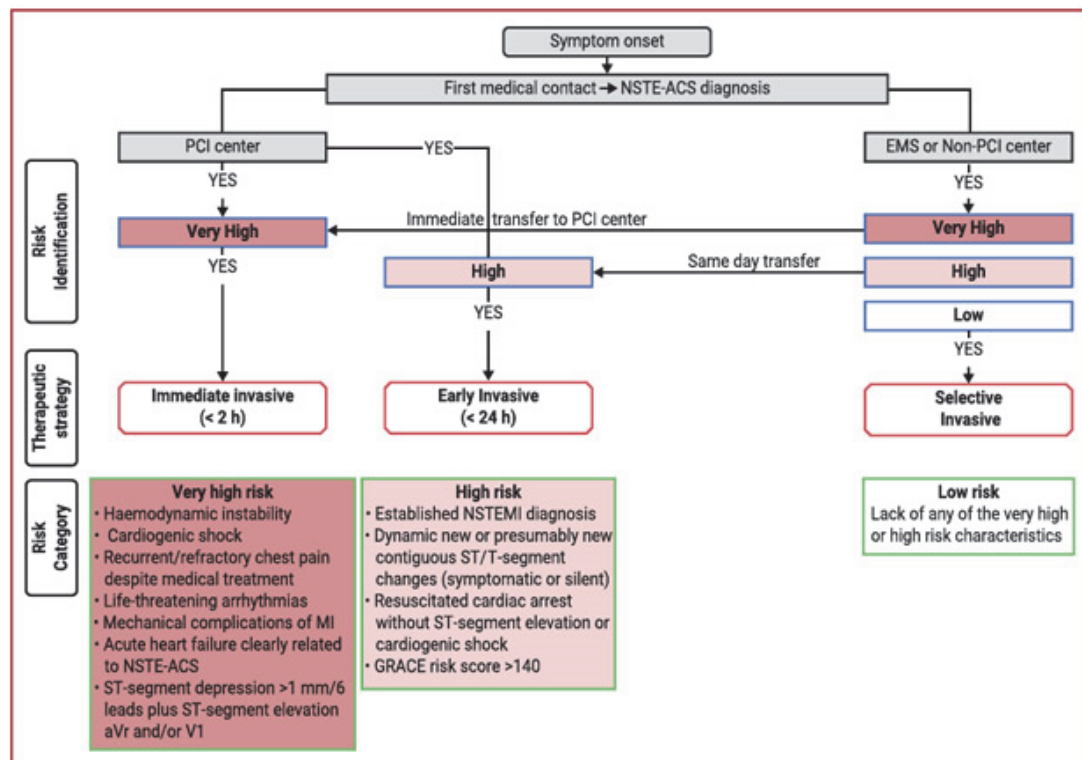 Symptom onset
First medical contact → NSTE-ACS diagnosis
PCI center
YES
EMS or Non-PCI center
YES
YES
Risk
Identification
Very High
Immediate transfer to PCI center
Very High
YES
High
Same day transfer
High
YES
Low
YES
Therapeutic
strategy
Immediate invasive
(< 2 h)
Early Invasive
(< 24 h)
Selective
Invasive
Risk
Category
Very high risk
• Haemodynamic instability
• Cardiogenic shock
• Recurrent/refractory chest pain
despite medical treatment
• Life-threatening arrhythmias
• Mechanical complications of MI
• Acute heart failure clearly related
to NSTE-ACS
• ST-segment depression >1 mm/6
leads plus ST-segment elevation
aVr and/or V1
High risk
• Established NSTEMI diagnosis
• Dynamic new or presumably new
contiguous ST/T-segment
changes (symptomatic or silent)
• Resuscitated cardiac arrest
without ST-segment elevation or
cardiogenic shock
• GRACE risk score >140
Low risk
Lack of any of the very high
or high risk characteristics